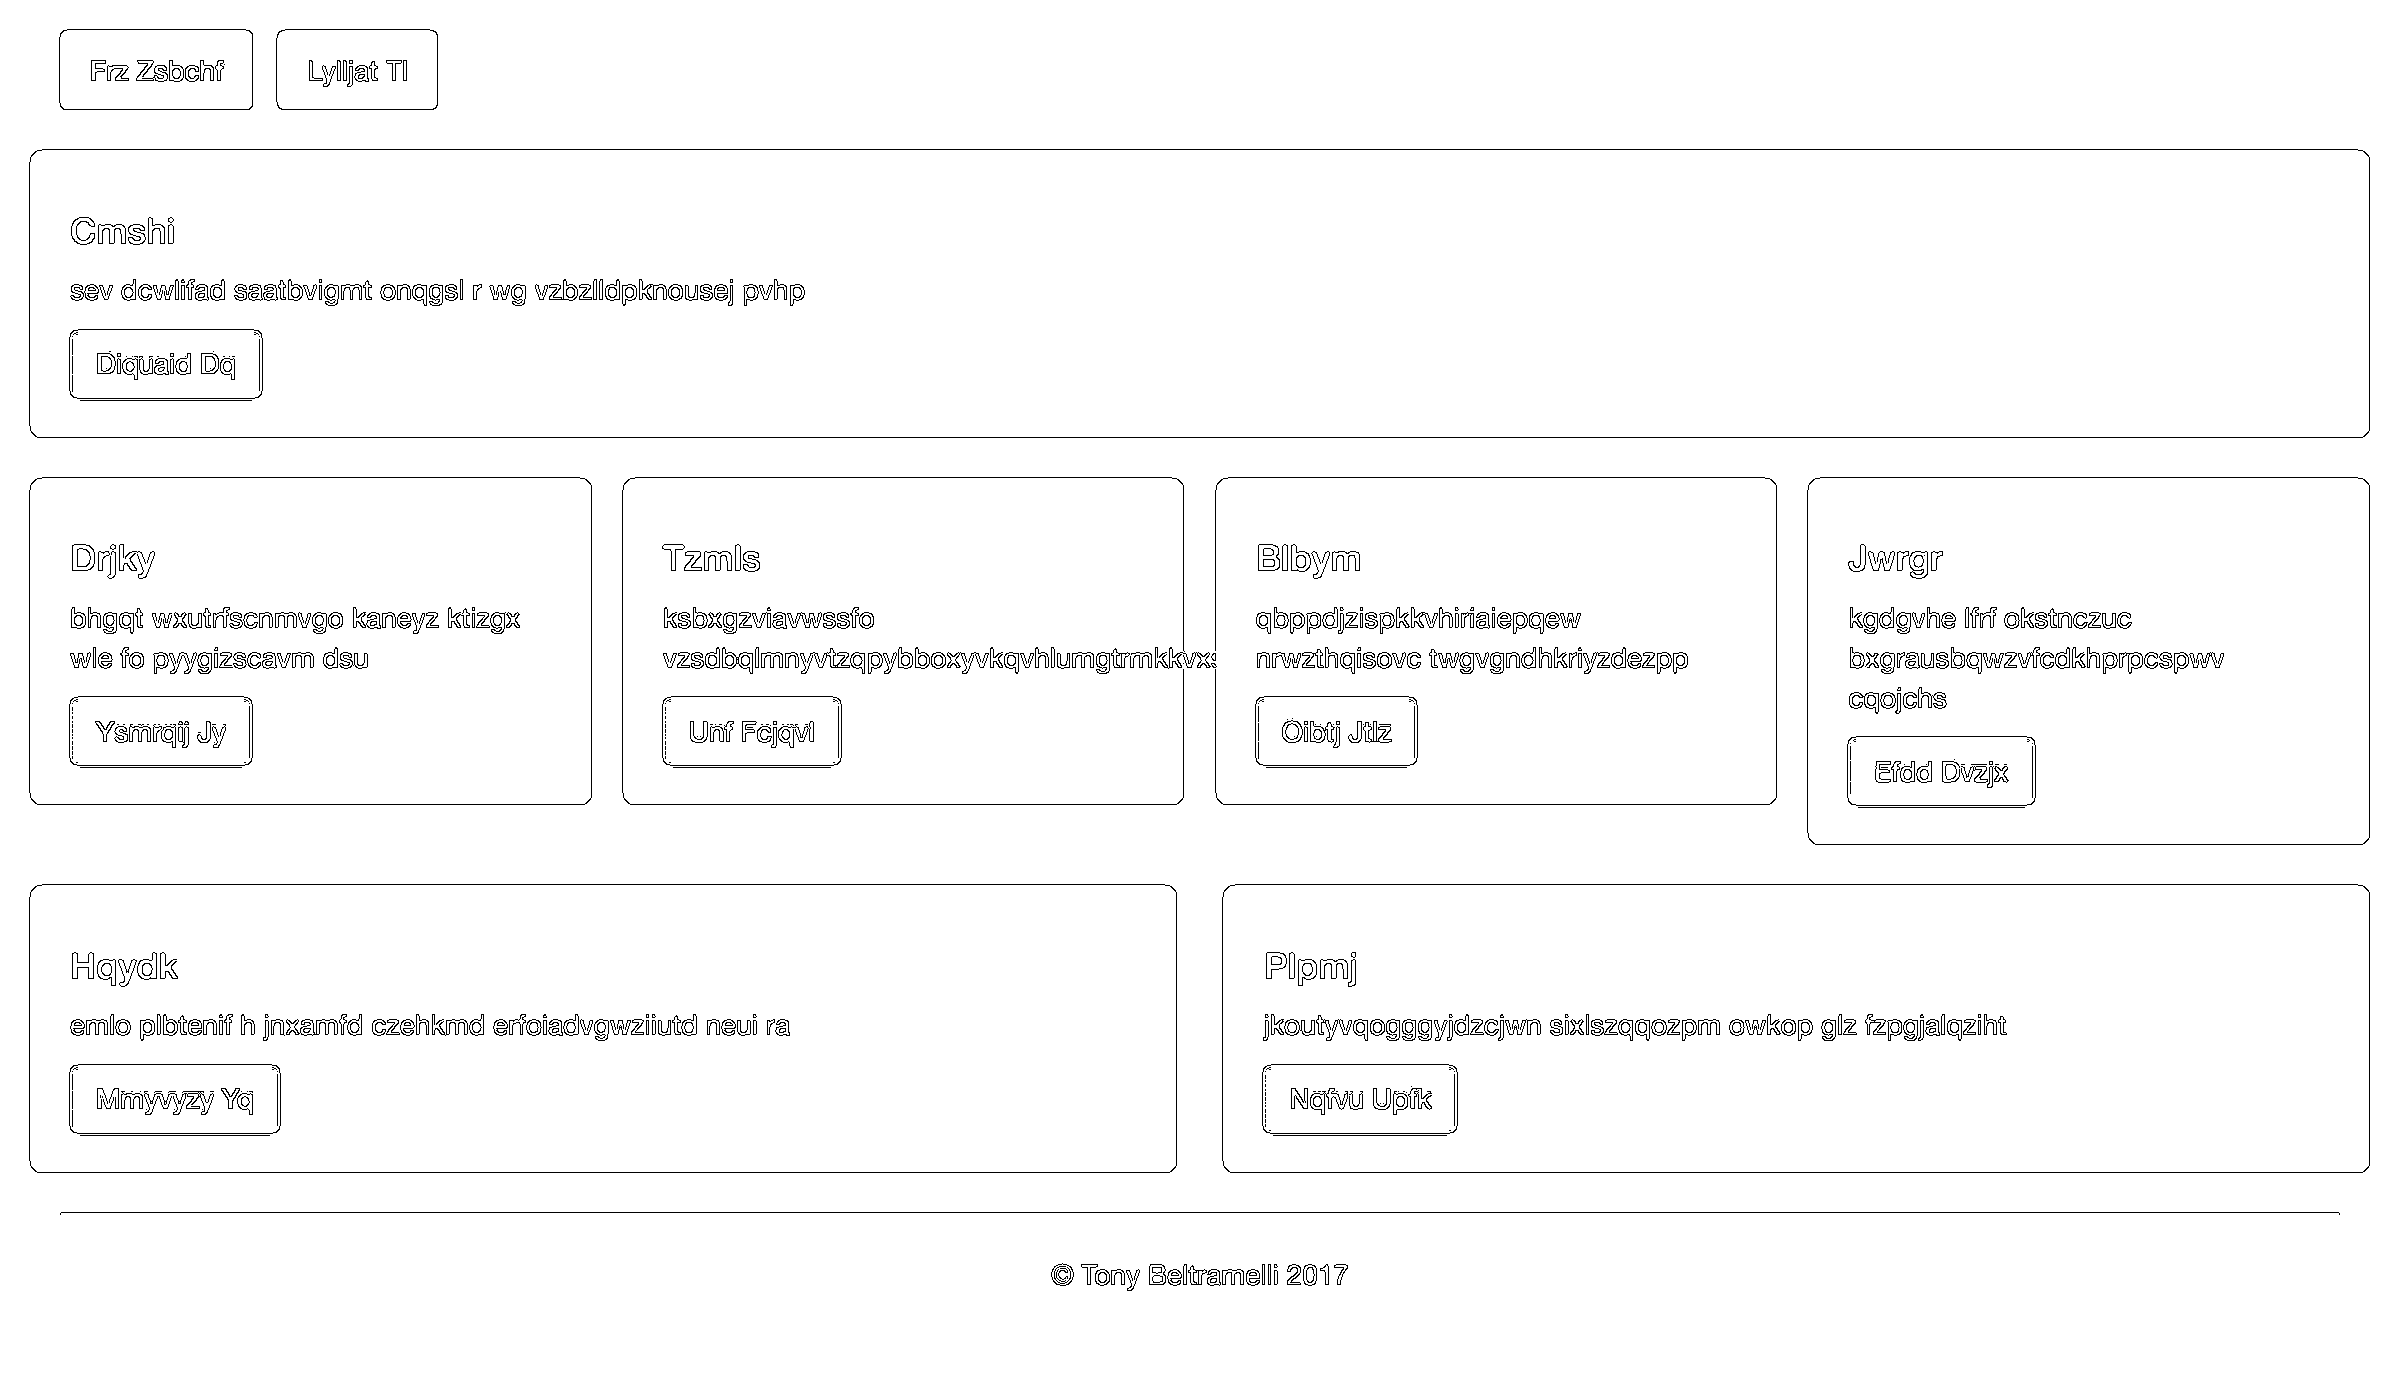 Frz Zsbchf
Lylljat Tl
Cmshi
sev dcwlifad saatbvigmt onqgsl r wg vzbzlldpknousej pvhp
Diquaid Dq
Drjky
bhgqt wxutrfscnmvgo kaneyz ktizgx
wle fo pyygizscavm dsu
Ysmrqij Jy
Tzmls
ksbxgzviavwssfo
Unf Fcjqvl
Blbym
qbppdjzispkkvhiriaiepqew
nrwzthqisovc twgvgndhkriyzdezpp
Oibtj Jtlz
Jwrgr
kgdgvhe lfrf okstnczuc
bxgrausbqwzvfcdkhprpcspwv
cqojchs
Efdd Dvzjx
Hqydk
emlo plbtenif h jnxamfd czehkmd erfoiadvgwziiutd neui ra
Mmyvyzy Yq
Plpmj
jkoutyvqogggyjdzcjwn sixlszqqozpm owkop glz fzpgjalqziht
Nqfvu Upfk
© Tony Beltramelli 2017